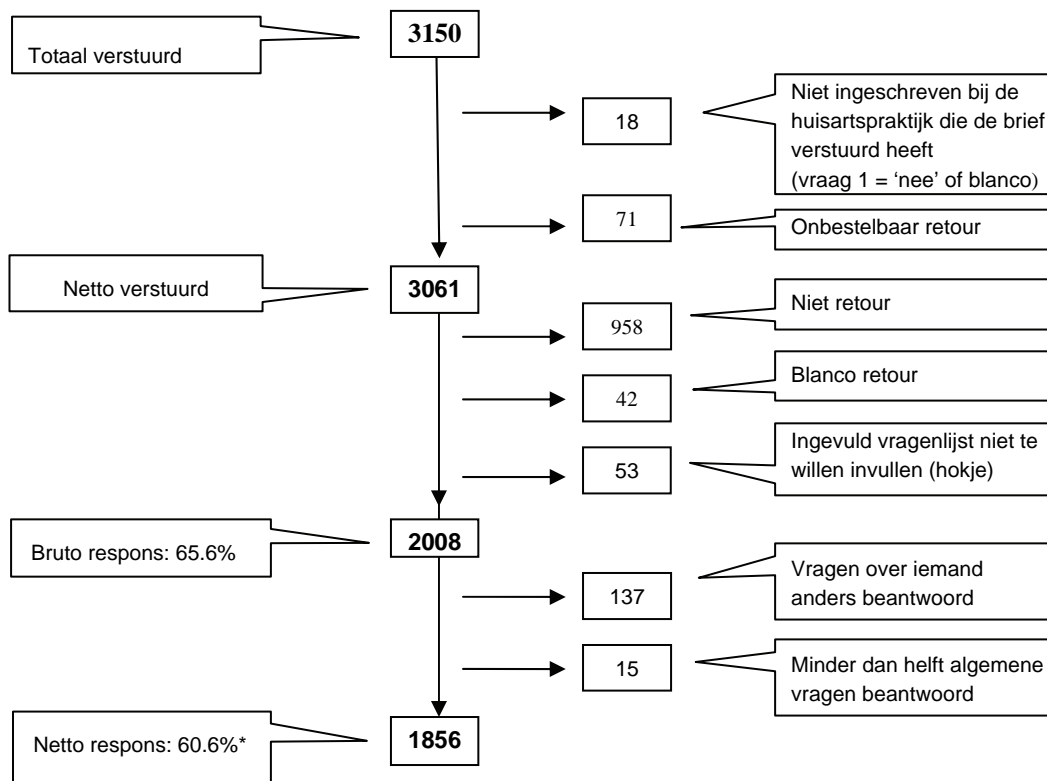 Totaal verstuurd
3150
18
Niet ingeschreven bij de
huisartspraktijk die de brief
verstuurd heeft
(vraag 1 = ‘nee’ of blanco)
71
Onbestelbaar retour
Netto verstuurd
3061
958
Niet retour
42
Blanco retour
53
Ingevuld vragenlijst niet te
willen invullen (hokje)
Bruto respons: 65.6%
2008
137
Vragen over iemand
anders beantwoord
15
Minder dan helft algemene
vragen beantwoord
Netto respons: 60.6%*
1856